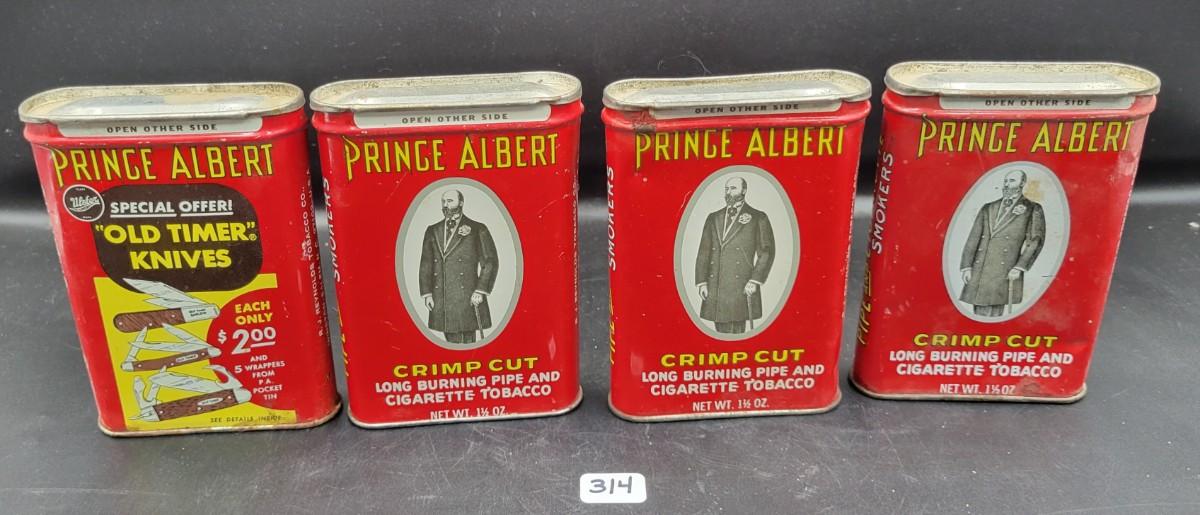 OPEN OTHER SIDE
PRINCE ALBERT
SPECIAL OFFER!
"OLD TIMER"®
KNIVES
EACH
ONLY
$2.00
AND
5 WRAPPERS
FROM
P.A.
POCKET
TIN
SEE DETAILS INSIDE
R.J. REYNOLDS TOBACCO CO.
OPEN OTHER SIDE
PRINCE ALBERT
SMOKERS
CRIMP CUT
LONG BURNING PIPE AND
CIGARETTE TOBACCO
NET WT. 1½ OZ.
OPEN OTHER SIDE
PRINCE ALBERT
SMOKERS
CRIMP CUT
LONG BURNING PIPE AND
CIGARETTE TOBACCO
NET WT. 1½ OZ.
OPEN OTHER SIDE
PRINCE ALBERT
PIPE
SMOKERS
CRIMP CUT
LONG BURNING PIPE AND
CIGARETTE TOBACCO
NET WT. 1½ OZ
314